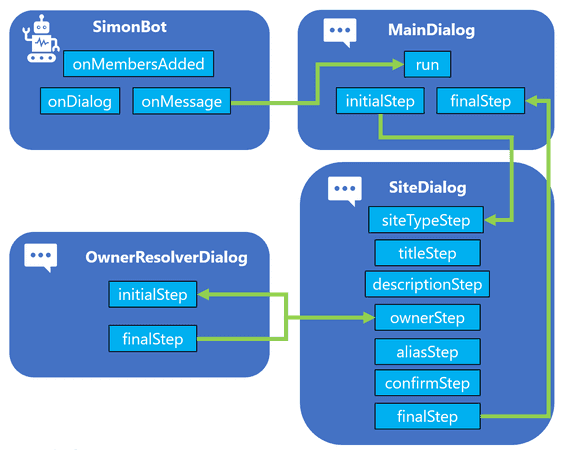 SimonBot
onMembersAdded
onDialog
onMessage
MainDialog
run
initialStep
finalStep
SiteDialog
siteTypeStep
titleStep
descriptionStep
ownerStep
aliasStep
confirmStep
finalStep
OwnerResolverDialog
initialStep
finalStep